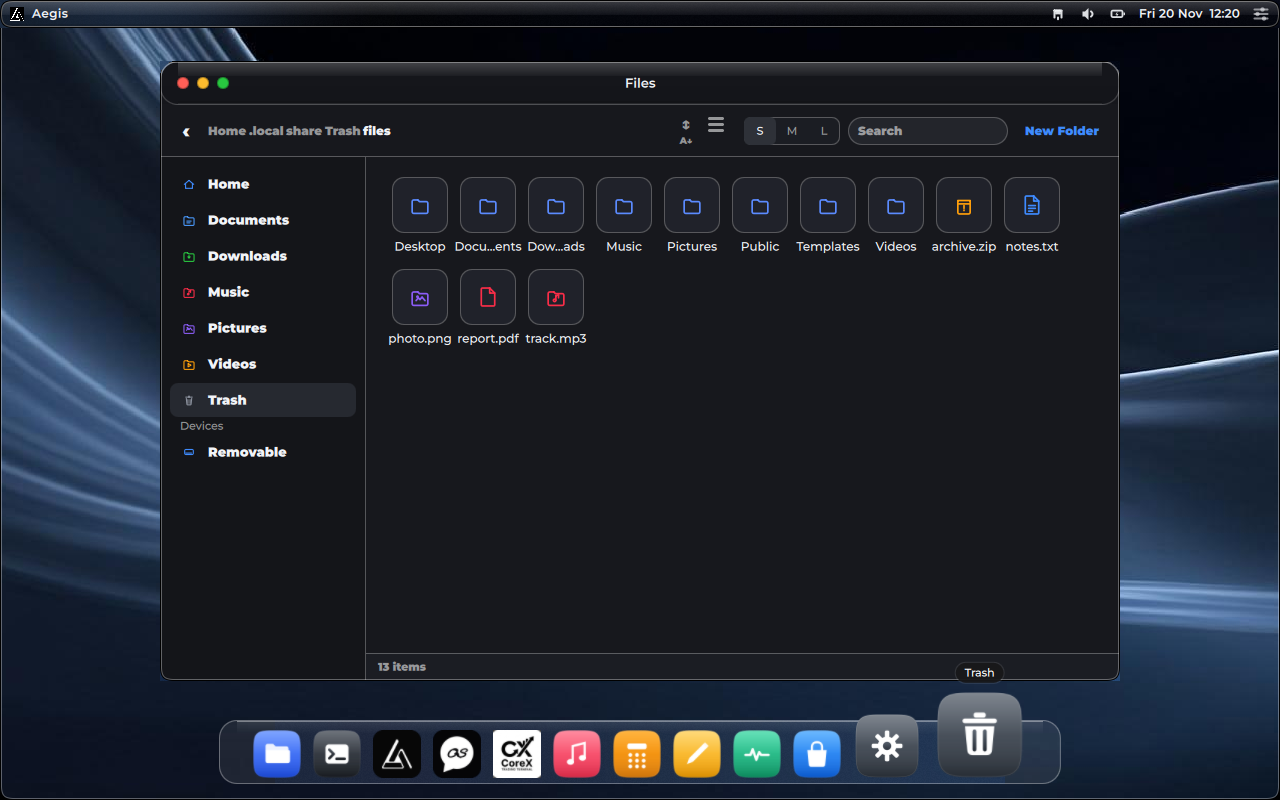 Aegis
Fri 20 Nov 12:20
Files
Home .local share Trash files
A
S M L
Search
New Folder
Home
Documents
Downloads
Music
Pictures
Videos
Trash
Devices
Removable
Desktop Docu...ents Dow...ads Music Pictures Public Templates Videos archive.zip notes.txt
photo.png report.pdf track.mp3
13 items
Trash
as
CX
CoreX